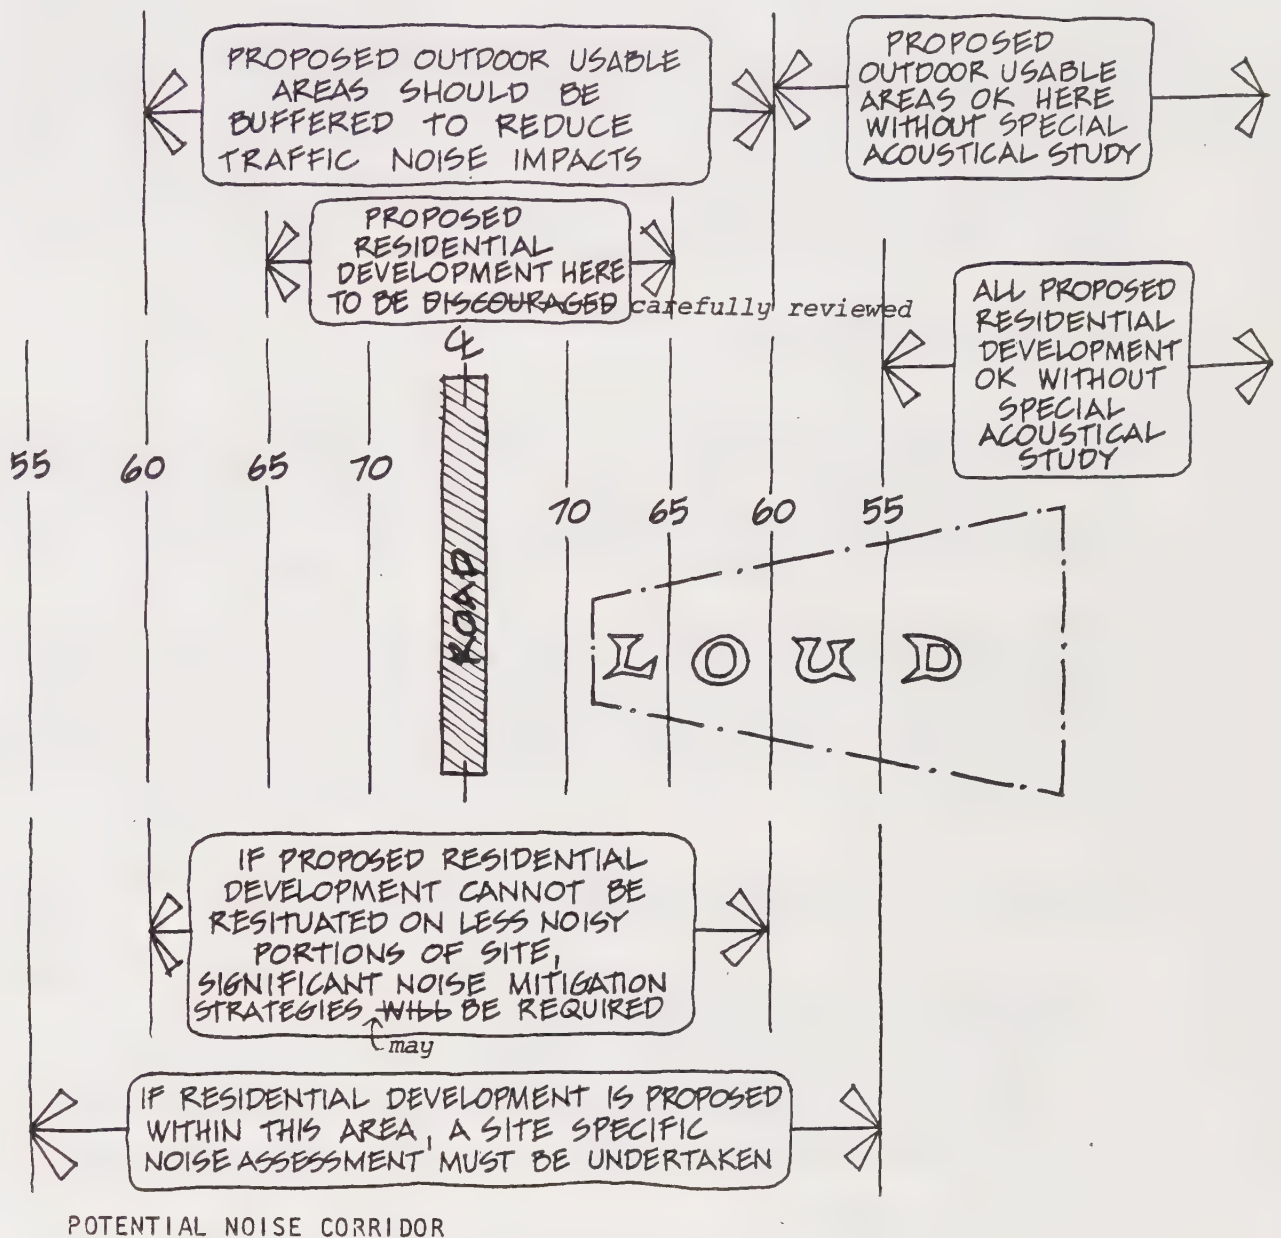 PROPOSED OUTDOOR USABLE
AREAS SHOULD BE
BUFFERED TO REDUCE
TRAFFIC NOISE IMPACTS
PROPOSED
OUTDOOR USABLE
AREAS OK HERE
WITHOUT SPECIAL
ACOUSTICAL STUDY
PROPOSED
RESIDENTIAL
DEVELOPMENT HERE
TO BE DISCOURAGED carefully reviewed
ALL PROPOSED
RESIDENTIAL
DEVELOPMENT
OK WITHOUT
SPECIAL
ACOUSTICAL
STUDY
℄
55 60 65 70
70 65 60 55
ROAD
LOUD
IF PROPOSED RESIDENTIAL
DEVELOPMENT CANNOT BE
RESITUATED ON LESS NOISY
PORTIONS OF SITE,
SIGNIFICANT NOISE MITIGATION
STRATEGIES WILL BE REQUIRED
may
IF RESIDENTIAL DEVELOPMENT IS PROPOSED
WITHIN THIS AREA, A SITE SPECIFIC
NOISE ASSESSMENT MUST BE UNDERTAKEN
POTENTIAL NOISE CORRIDOR